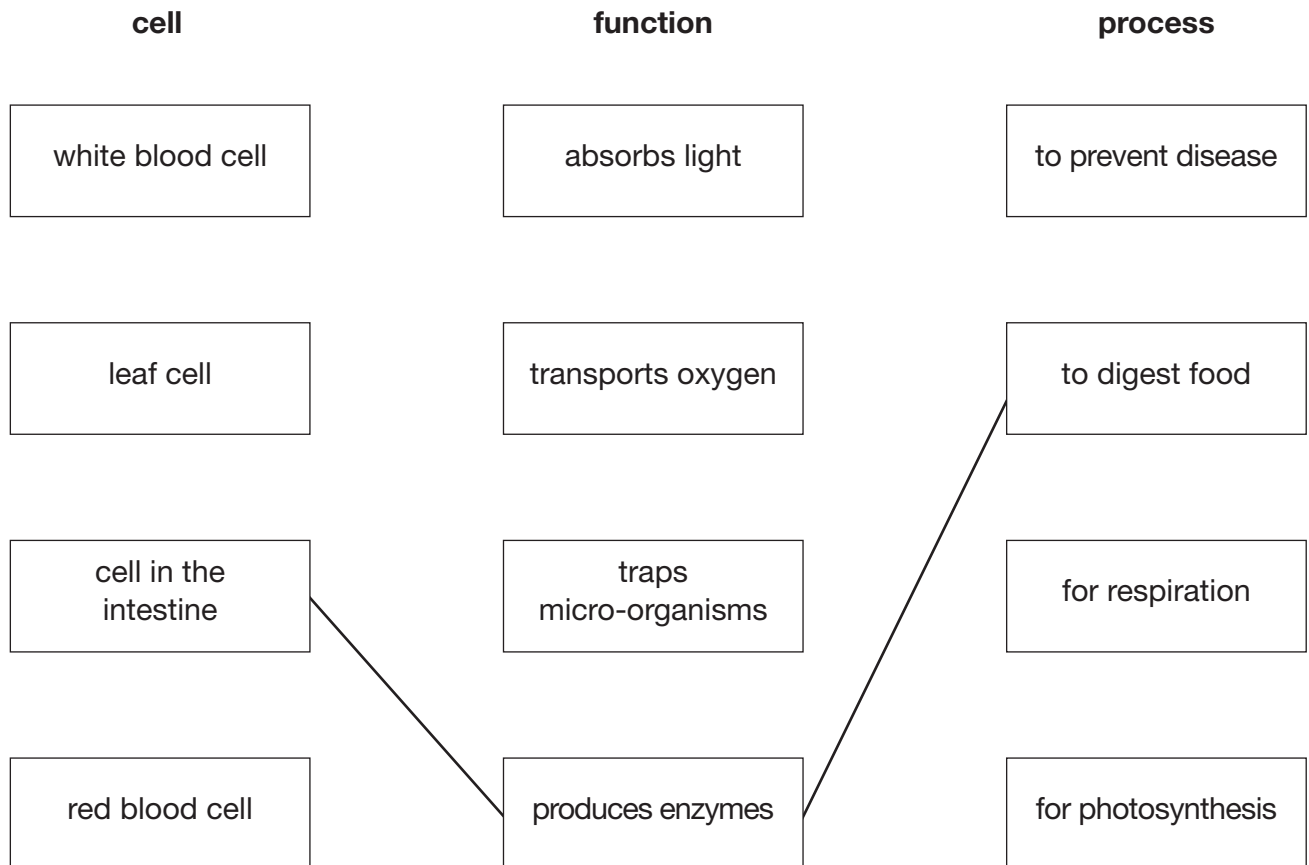 cell function process
white blood cell absorbs light to prevent disease
leaf cell transports oxygen to digest food
cell in the
intestine
traps
micro-organisms
for respiration
red blood cell produces enzymes for photosynthesis